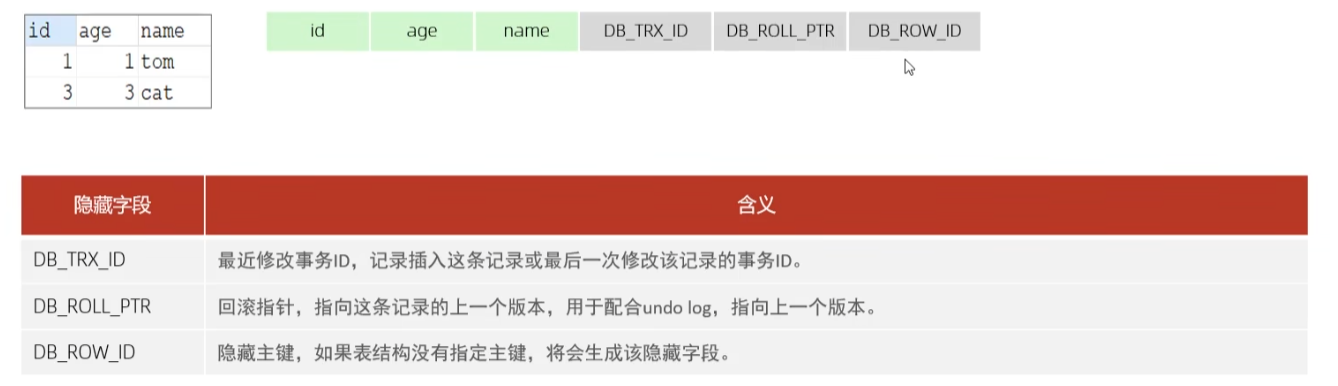 id age name
1 1 tom
3 3 cat
id age name DB_TRX_ID DB_ROLL_PTR DB_ROW_ID
隐藏字段 含义
DB_TRX_ID 最近修改事务ID，记录插入这条记录或最后一次修改该记录的事务ID。
DB_ROLL_PTR 回滚指针，指向这条记录的上一个版本，用于配合undo log，指向上一个版本。
DB_ROW_ID 隐藏主键，如果表结构没有指定主键，将会生成该隐藏字段。